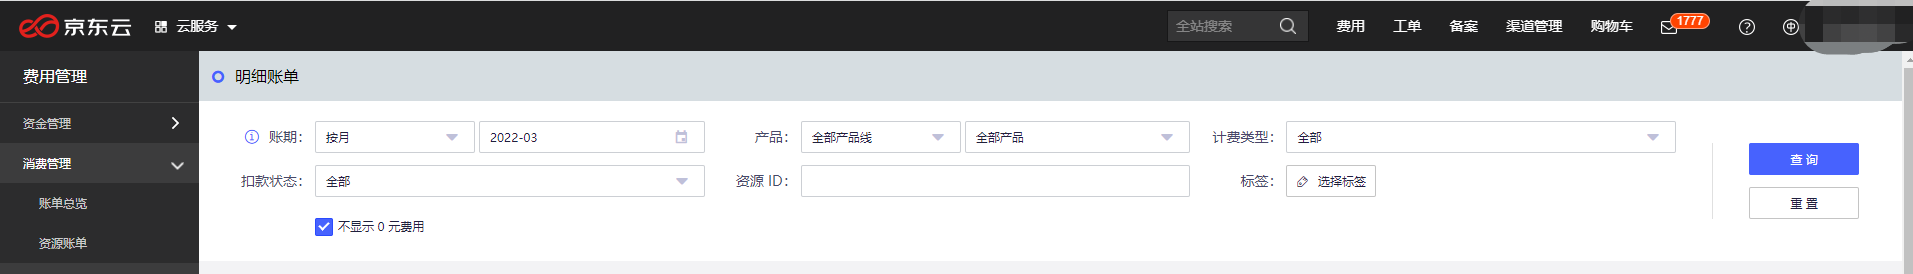 京东云 云服务 全站搜索 费用 工单 备案 渠道管理 购物车 1777
费用管理 明细账单
资金管理 账期： 按月 2022-03 产品： 全部产品线 全部产品 计费类型： 全部
消费管理 扣款状态： 全部 资源 ID： 标签： 选择标签 查 询
账单总览 重 置
资源账单 不显示 0 元费用